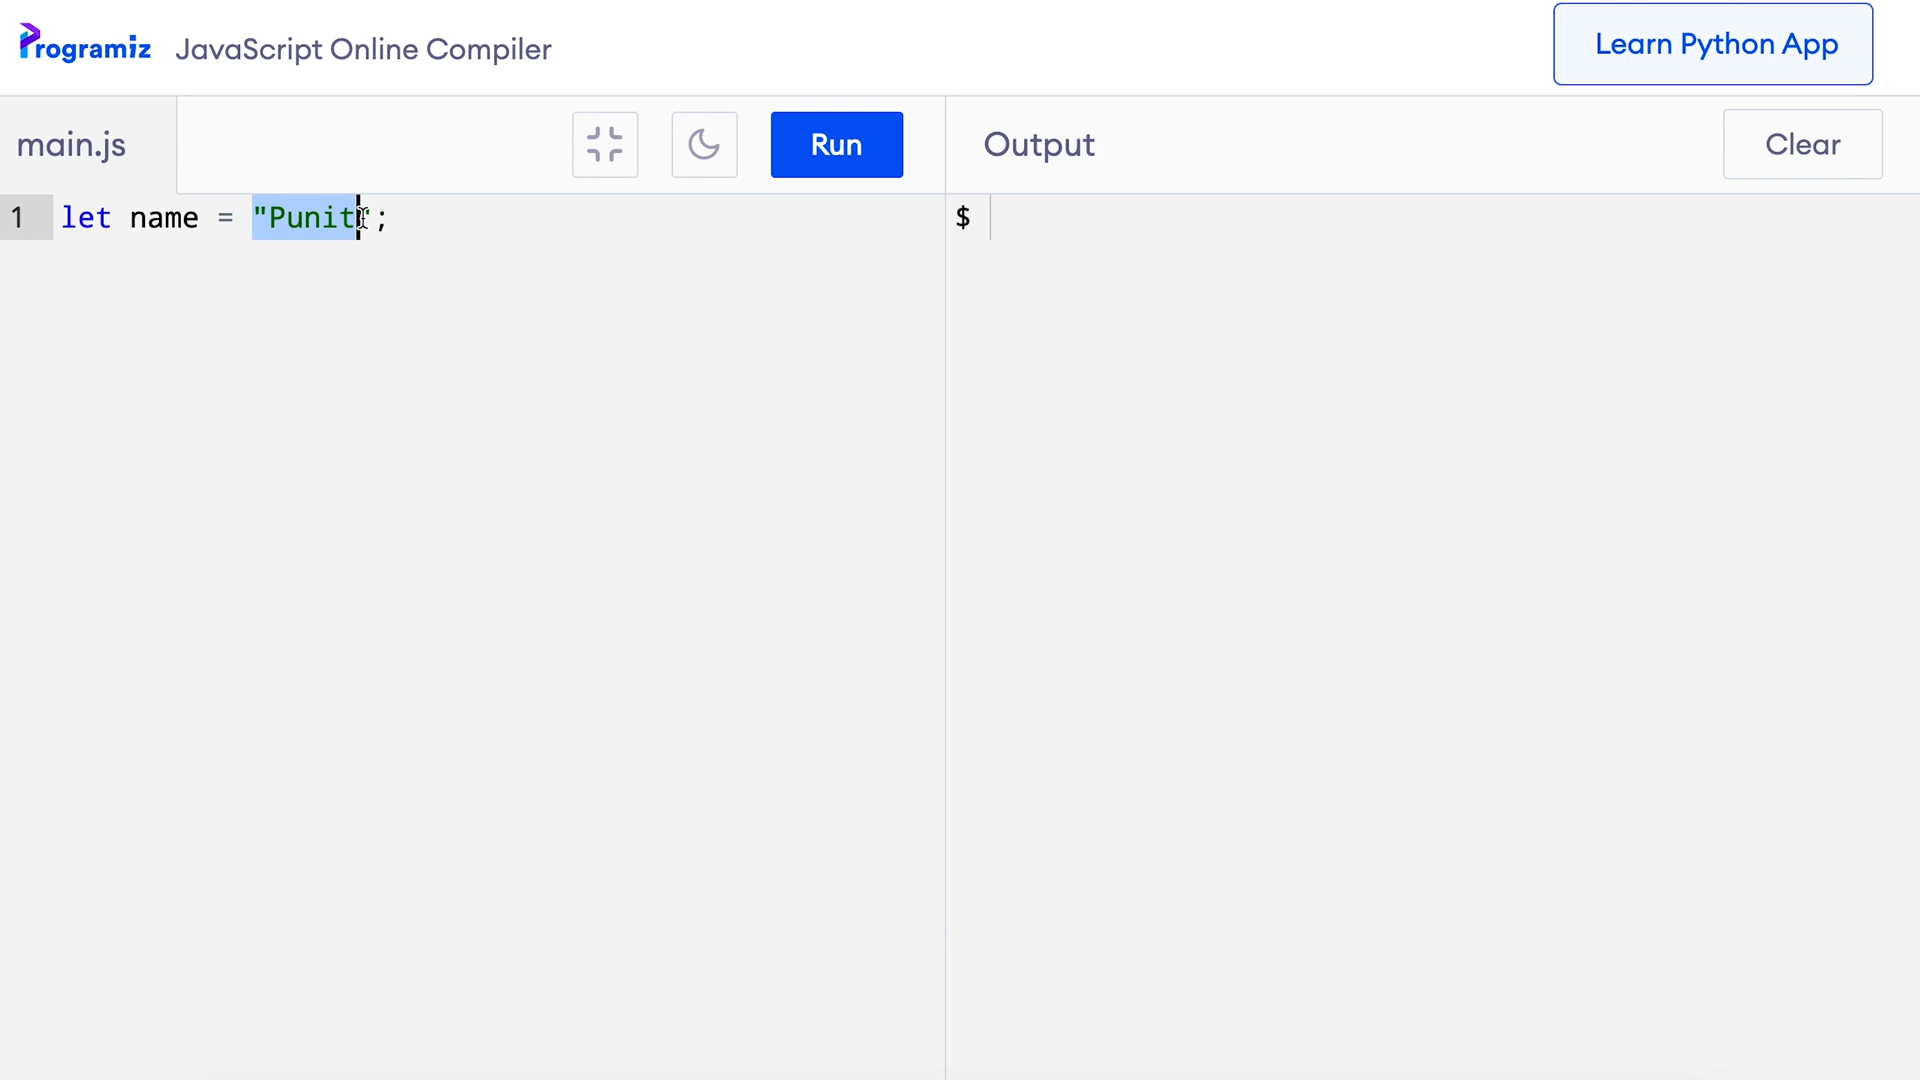 Programiz JavaScript Online Compiler Learn Python App
main.js Run Output Clear
1 let name = "Punit"; $